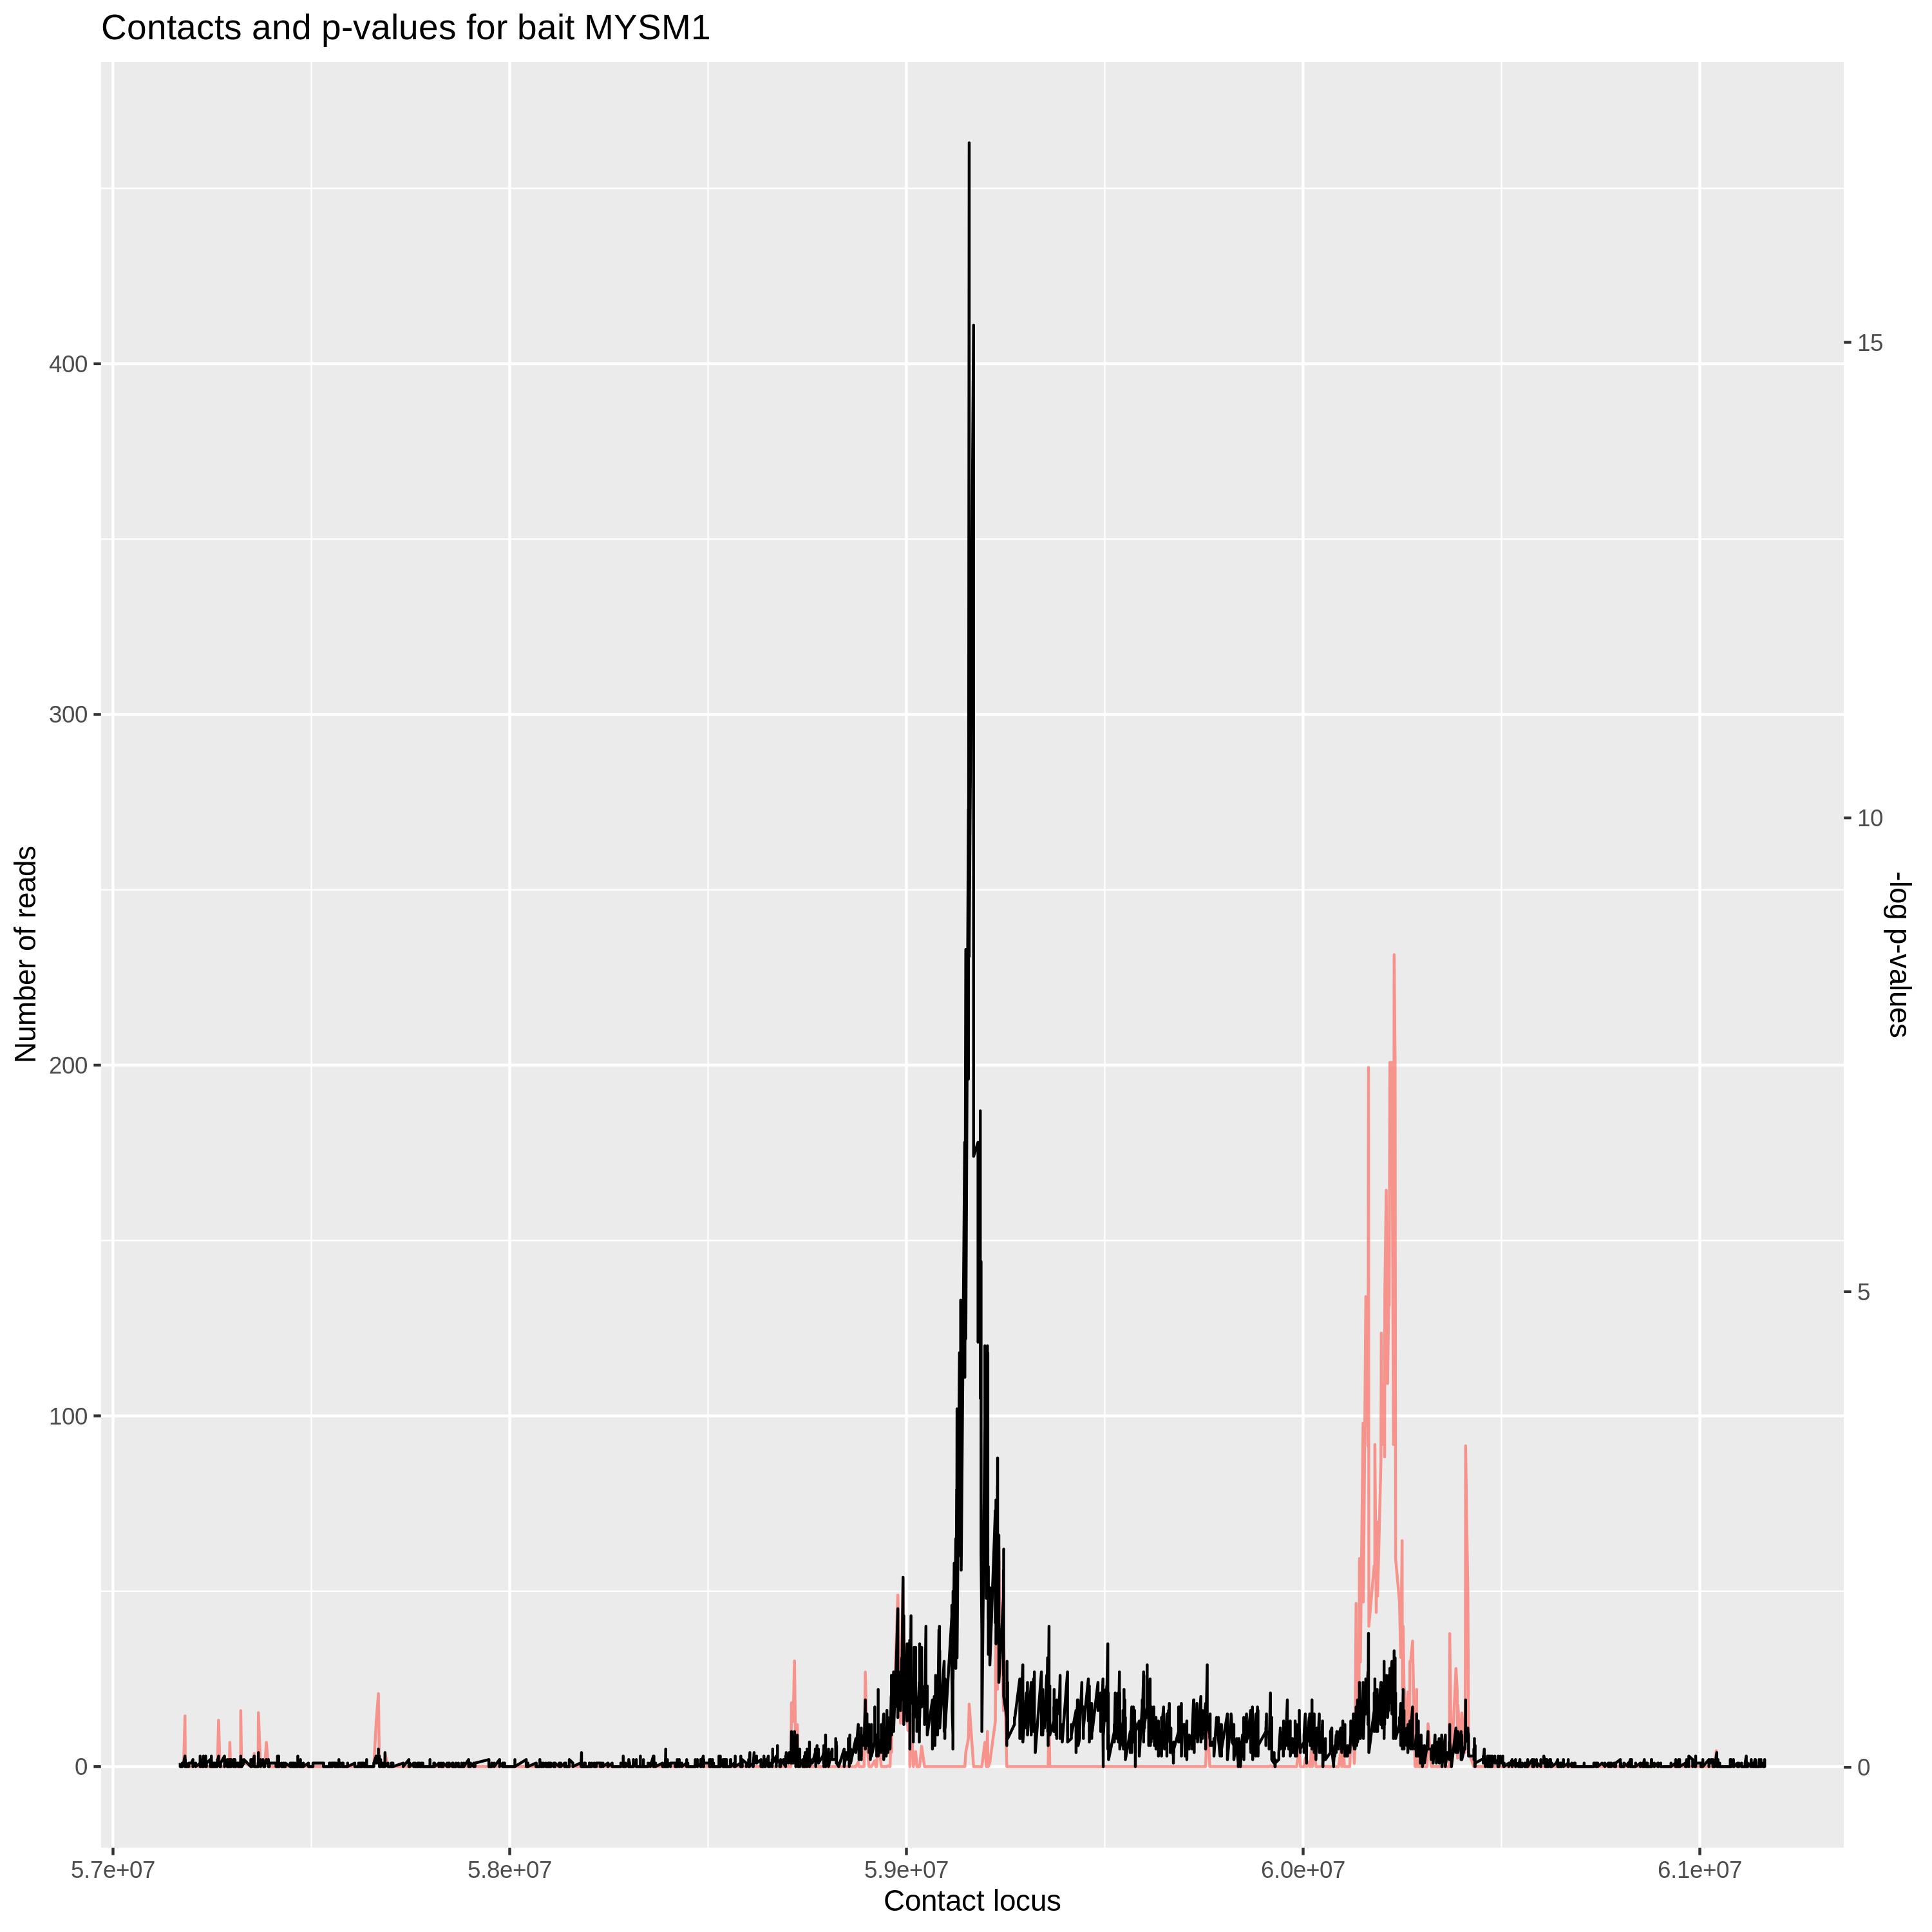 Contacts and p-values for bait MYSM1
400
300
200
100
0
Number of reads
15
10
5
0
-log p-values
5.7e+07
5.8e+07
5.9e+07
6.0e+07
6.1e+07
Contact locus